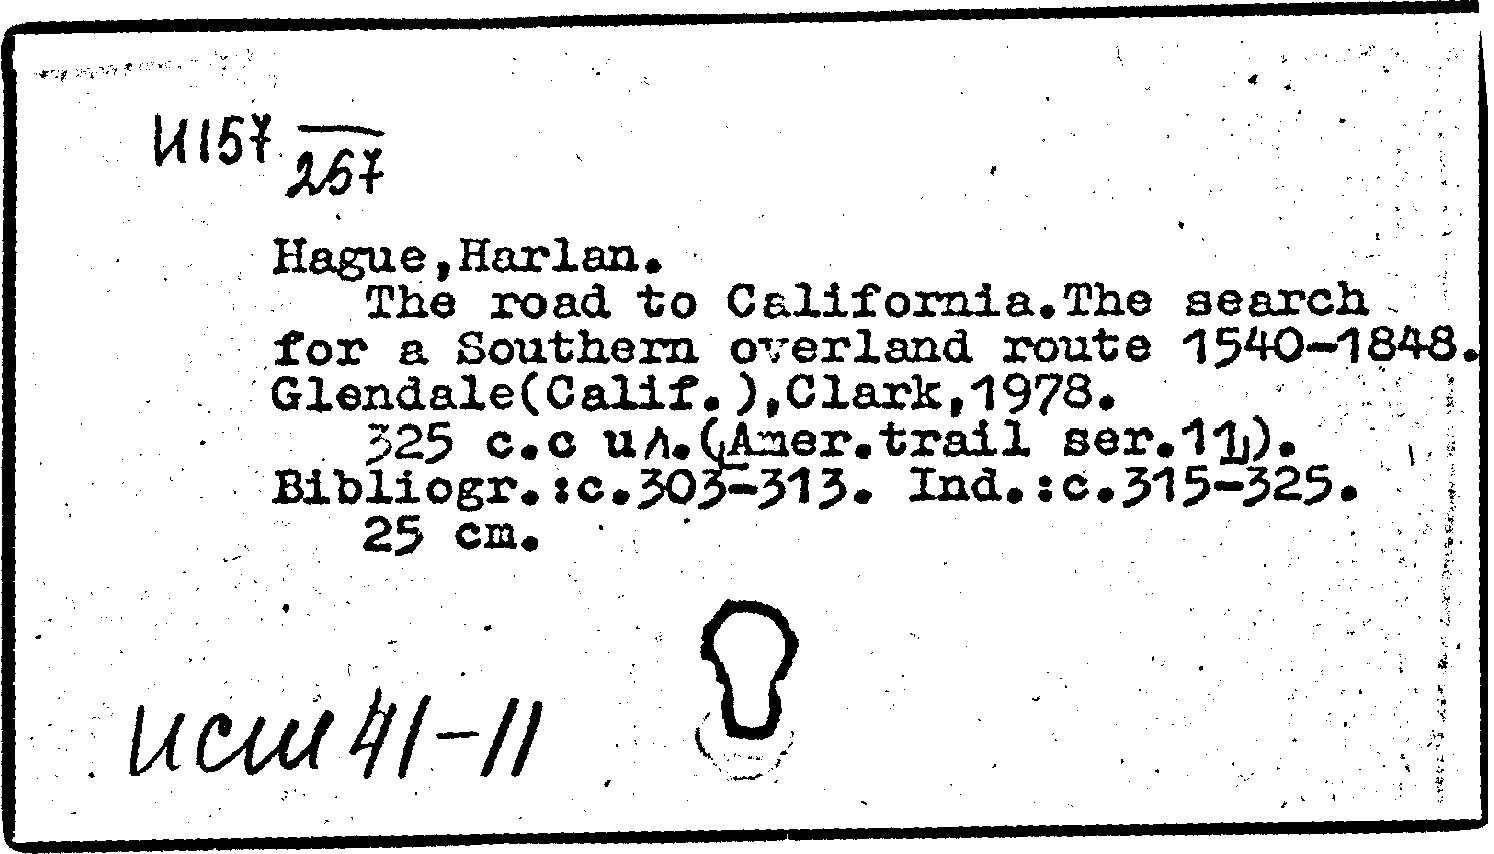 И157
267
Hague,Harlan.
The road to California.The search
for a Southern overland route 1540-1848.
Glendale(Calif.),Clark,1978.
325 с.с ил.(„Amer.trail ser.11„).
Bibliogr.:c.303-313. Ind.:c.315-325.
25 cm.
ИСШ 41-11